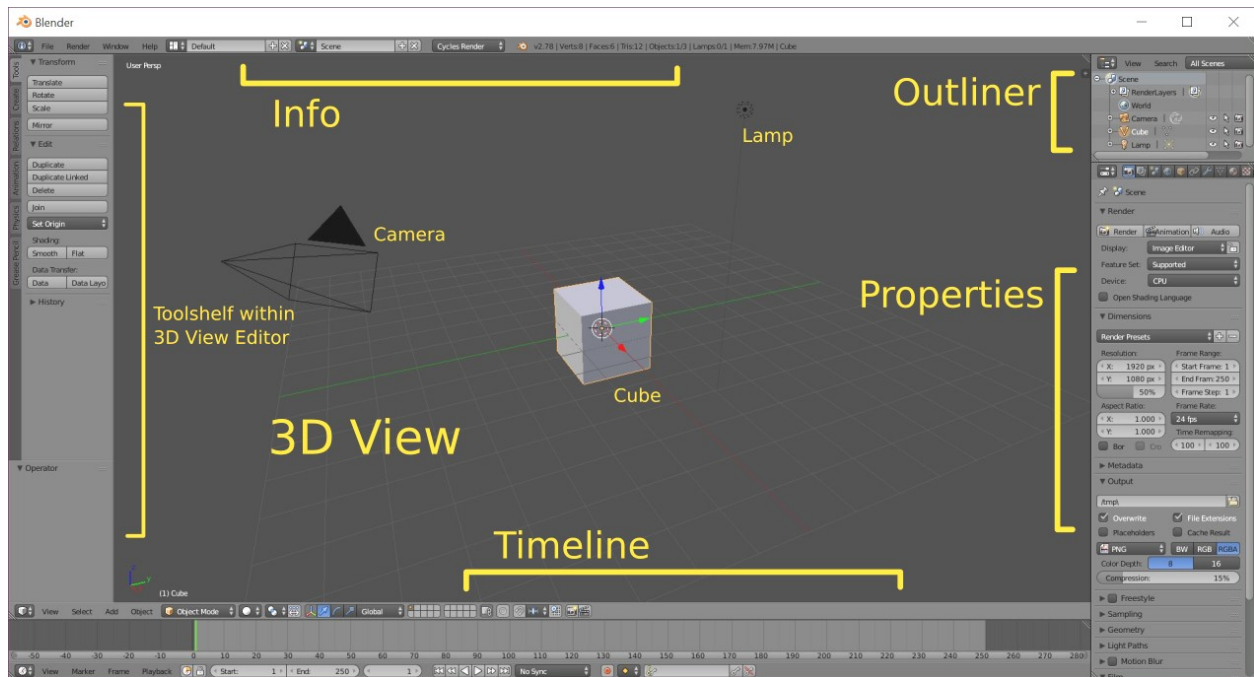 Blender
File Render Window Help Default Scene Cycles Render v2.78 | Verts:8 | Faces:6 | Tris:12 | Objects:1/3 | Lamps:0/1 | Mem:7.97M | Cube
Tools
Create
Relations
Animation
Physics
Grease Pencil
Transform
Translate
Rotate
Scale
Mirror
Edit
Duplicate
Duplicate Linked
Delete
Join
Set Origin
Shading:
Smooth Flat
Data Transfer:
Data Data Layo
History
Operator
User Persp
Info
Lamp
Camera
Toolshelf within
3D View Editor
Cube
3D View
Timeline
(1) Cube
Outliner
Properties
View Search All Scenes
Scene
RenderLayers
World
Camera
Cube
Lamp
Scene
Render
Render Animation Audio
Display: Image Editor
Feature Set: Supported
Device: CPU
Open Shading Language
Dimensions
Render Presets
Resolution: Frame Range:
X: 1920 px Start Frame: 1
Y: 1080 px End Fram: 250
50% Frame Step: 1
Aspect Ratio: Frame Rate:
X: 1.000 24 fps
Y: 1.000 Time Remapping:
Bor Cro 100 100
Metadata
Output
/tmp\
Overwrite File Extensions
Placeholders Cache Result
PNG BW RGB RGBA
Color Depth: 8 16
Compression: 15%
Freestyle
Sampling
Geometry
Light Paths
Motion Blur
View Select Add Object Object Mode Global
-50 -40 -30 -20 -10 0 10 20 30 40 50 60 70 80 90 100 110 120 130 140 150 160 170 180 190 200 210 220 230 240 250 260 270 280
View Marker Frame Playback Start: 1 End: 250 1 No Sync